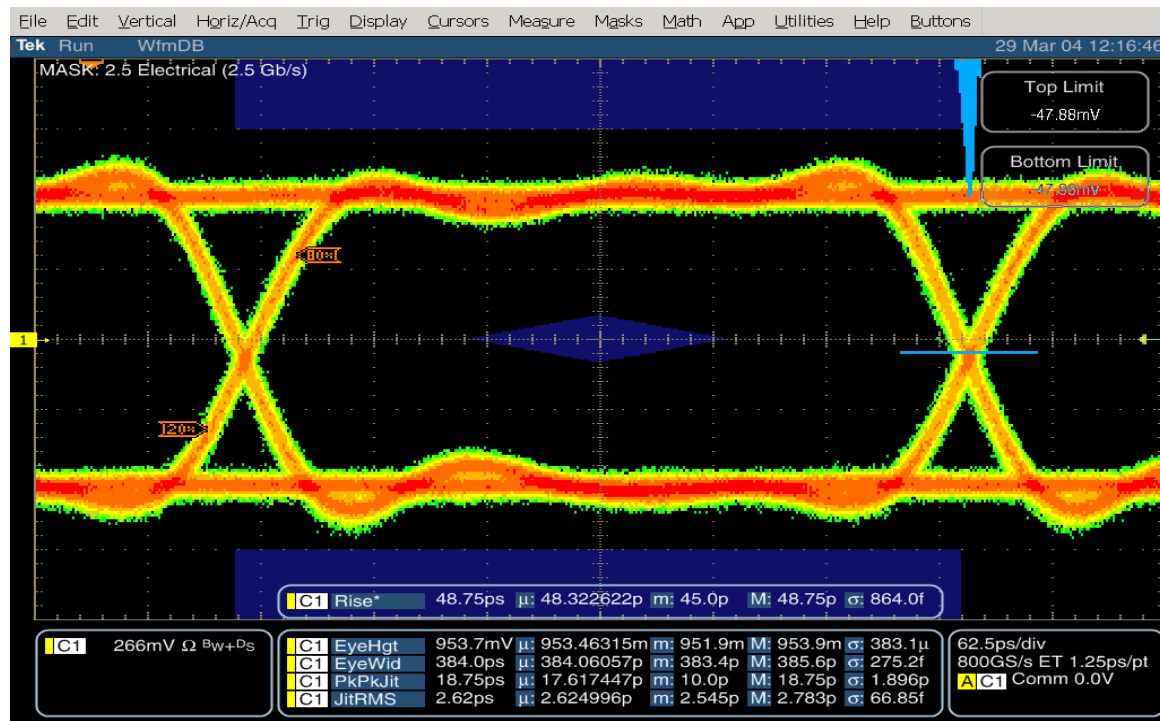 File Edit Vertical Horiz/Acq Trig Display Cursors Measure Masks Math App Utilities Help Buttons
Tek Run WfmDB 29 Mar 04 12:16:46
MASK: 2.5 Electrical (2.5 Gb/s)
Top Limit
-47.88mV
Bottom Limit
-47.88mV
80%
1
20%
C1 Rise* 48.75ps µ: 48.322622p m: 45.0p M: 48.75p σ: 864.0f
C1 266mV Ω BW+DS
C1 EyeHgt 953.7mV µ: 953.46315m m: 951.9m M: 953.9m σ: 383.1µ
C1 EyeWid 384.0ps µ: 384.06057p m: 383.4p M: 385.6p σ: 275.2f
C1 PkPkJit 18.75ps µ: 17.617447p m: 10.0p M: 18.75p σ: 1.896p
C1 JitRMS 2.62ps µ: 2.624996p m: 2.545p M: 2.783p σ: 66.85f
62.5ps/div
800GS/s ET 1.25ps/pt
A C1 Comm 0.0V